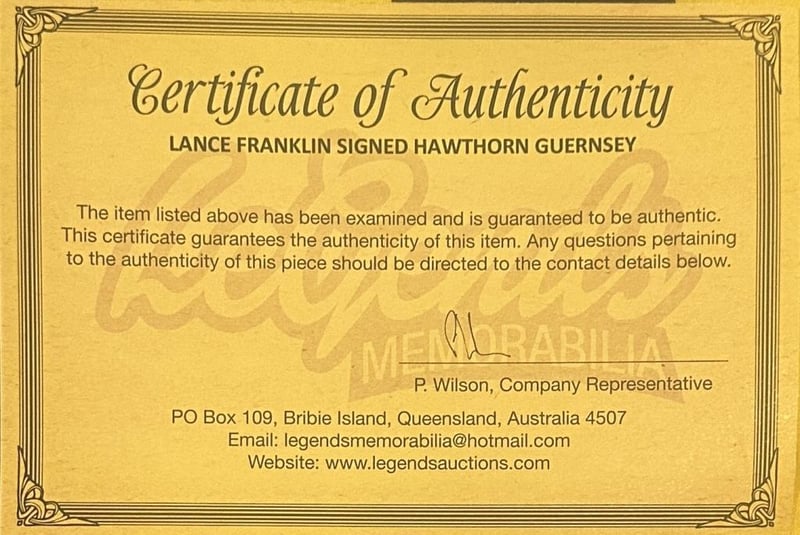 Certificate of Authenticity
LANCE FRANKLIN SIGNED HAWTHORN GUERNSEY
The item listed above has been examined and is guaranteed to be authentic.
This certificate guarantees the authenticity of this item. Any questions pertaining
to the authenticity of this piece should be directed to the contact details below.
Legends
MEMORABILIA
P. Wilson, Company Representative
PO Box 109, Bribie Island, Queensland, Australia 4507
Email: legendsmemorabilia@hotmail.com
Website: www.legendsauctions.com